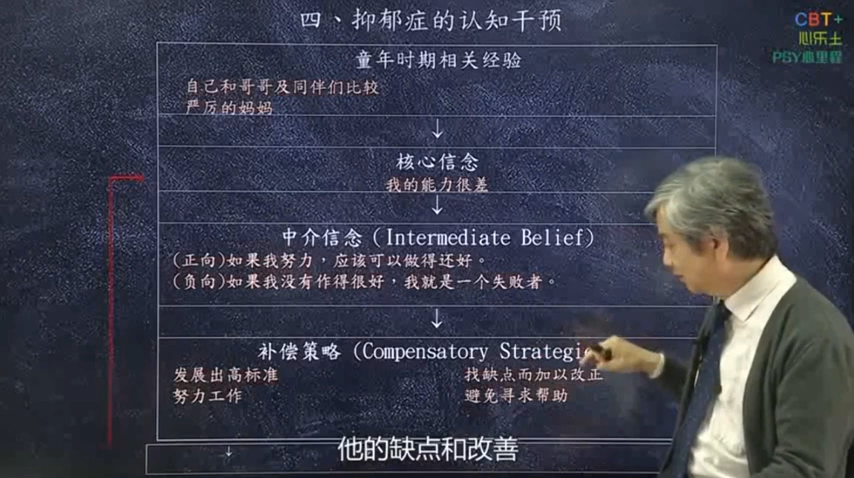 四、抑郁症的认知干预
CBT+
心乐土
PSY心里程
童年时期相关经验
自己和哥哥及同伴们比较
严厉的妈妈
↓
核心信念
我的能力很差
↓
中介信念 (Intermediate Belief)
(正向)如果我努力，应该可以做得还好。
(负向)如果我没有作得很好，我就是一个失败者。
↓
补偿策略 (Compensatory
发展出高标准
找缺点而加以改正
努力工作
避免寻求帮助
↓
他的缺点和改善